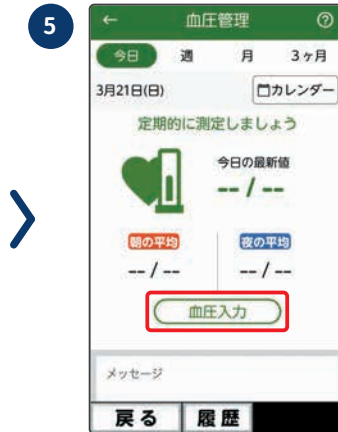 5
← 血圧管理 ?
今日 週 月 3ヶ月
3月21日(日) カレンダー
定期的に測定しましょう
今日の最新値
-- / --
朝の平均 夜の平均
-- / -- -- / --
血圧入力
メッセージ
戻る 履歴